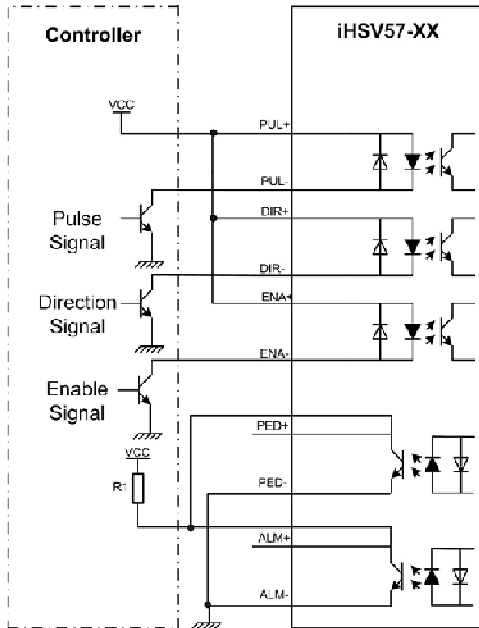 Controller
iHSV57-XX
VCC
PUL+
PUL-
Pulse
Signal
DIR+
DIR-
Direction
Signal
ENA+
ENA-
Enable
Signal
PED+
VCC
R1
PED-
ALM+
ALM-